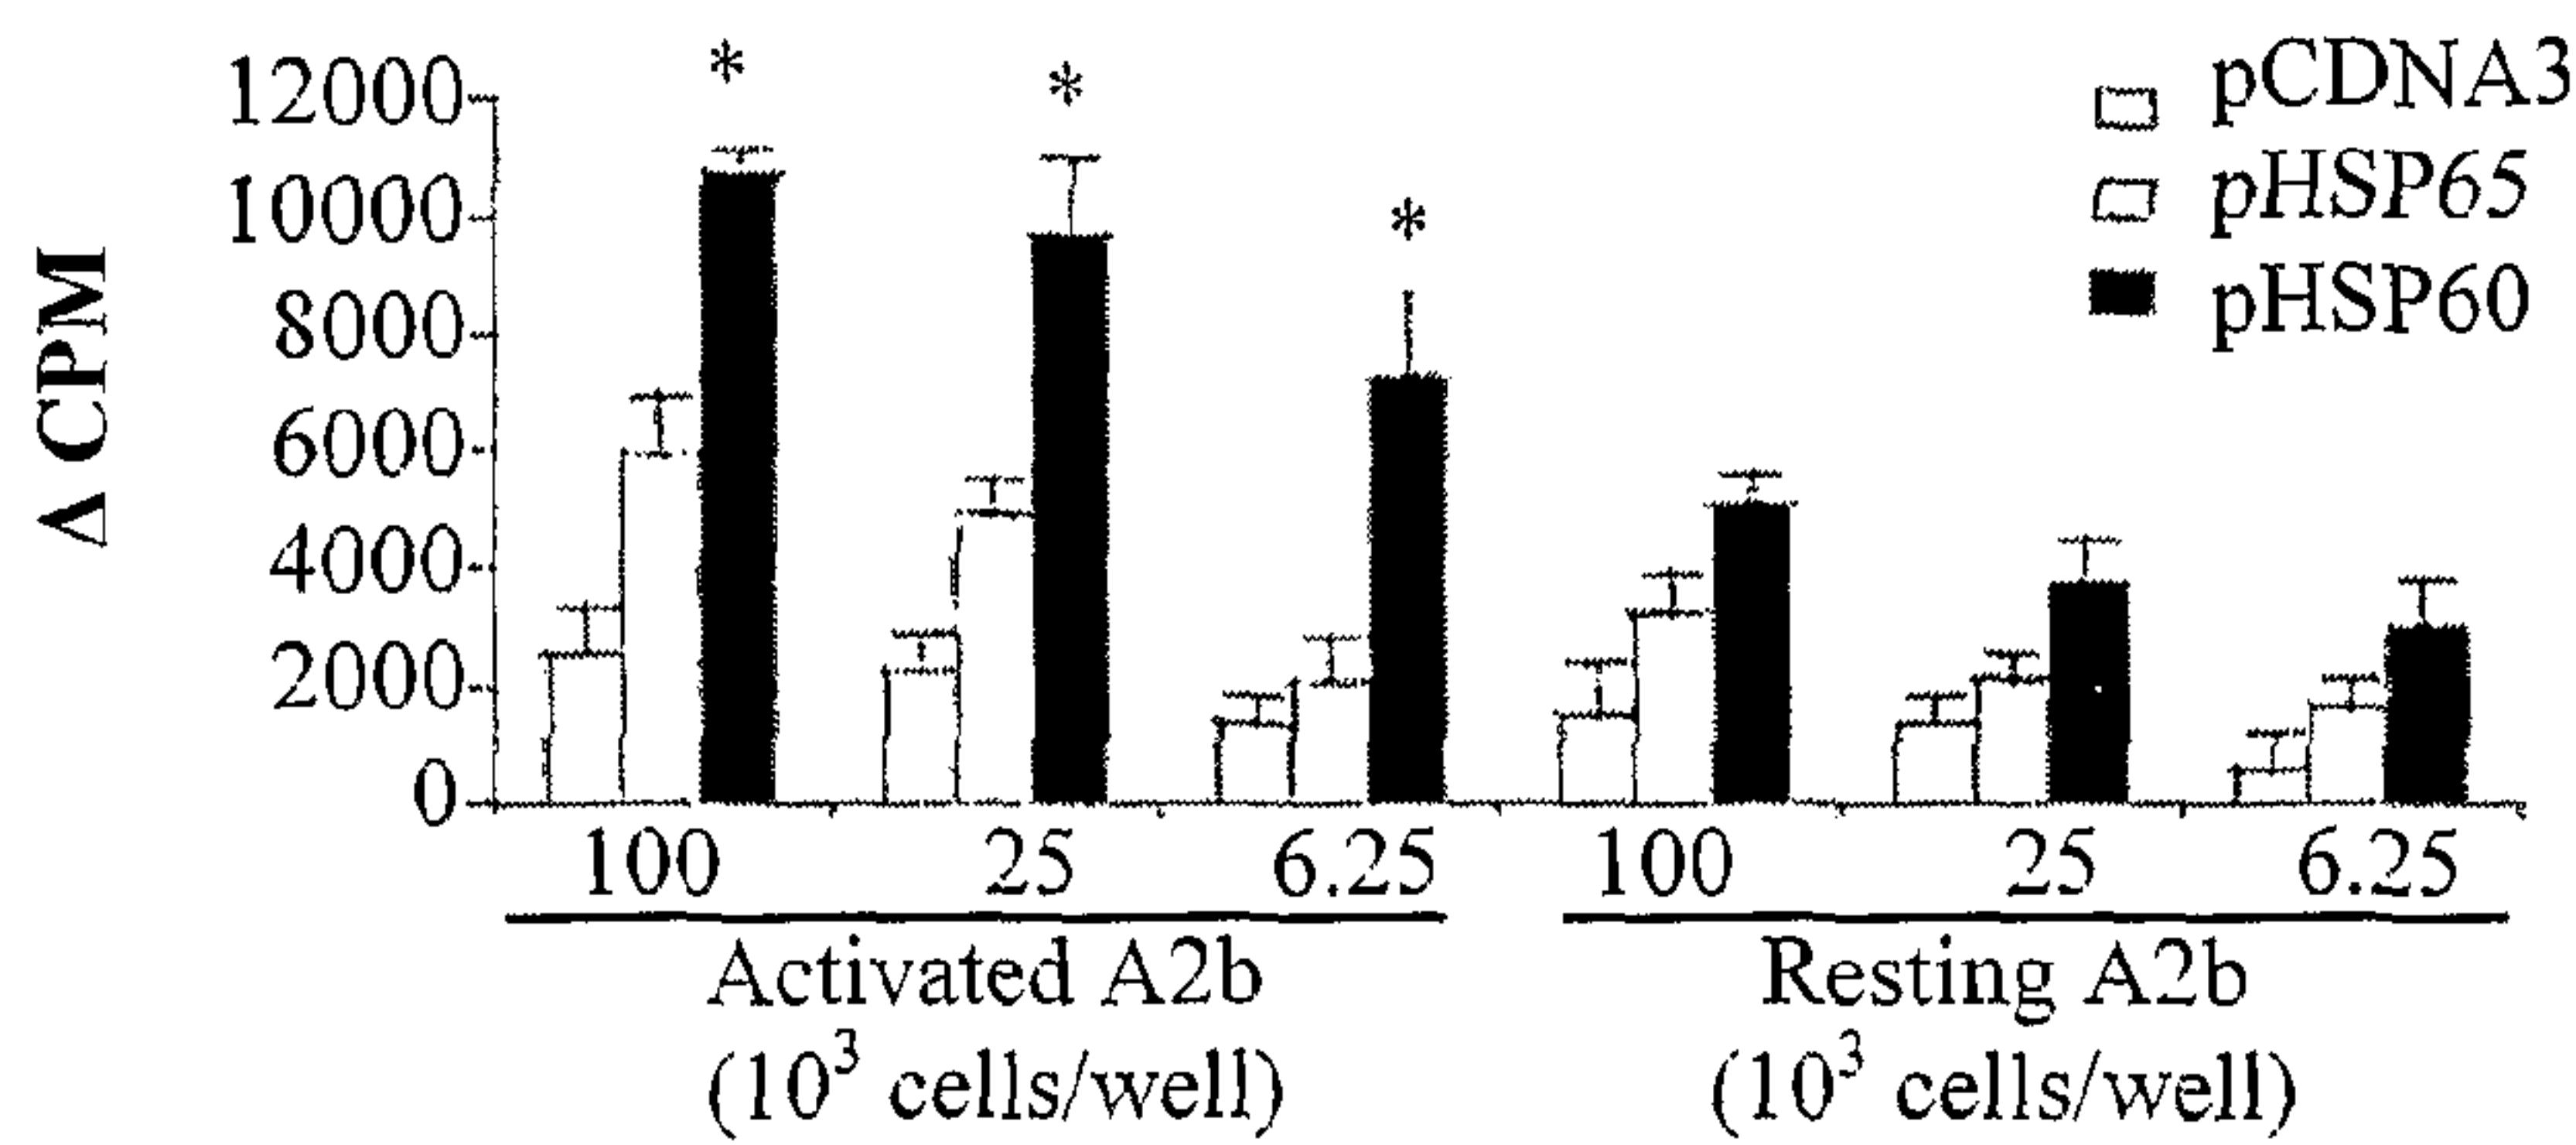 Δ CPM
12000
10000
8000
6000
4000
2000
0
* * *
pCDNA3
pHSP65
pHSP60
100 25 6.25 100 25 6.25
Activated A2b Resting A2b
(10³ cells/well) (10³ cells/well)